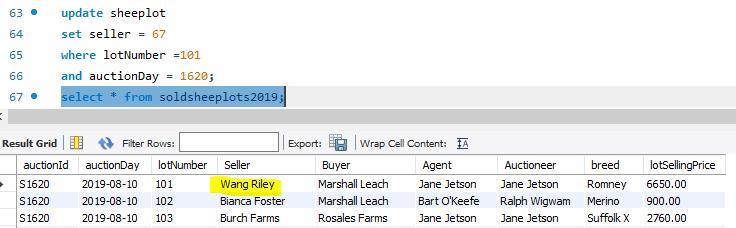 63 update sheeplot
64 set seller = 67
65 where lotNumber =101
66 and auctionDay = 1620;
67 select * from soldsheeplots2019;
Result Grid Filter Rows: Export: Wrap Cell Content:
auctionId auctionDay lotNumber Seller Buyer Agent Auctioneer breed lotSellingPrice
S1620 2019-08-10 101 Wang Riley Marshall Leach Jane Jetson Jane Jetson Romney 6650.00
S1620 2019-08-10 102 Bianca Foster Marshall Leach Bart O'Keefe Ralph Wigwam Merino 900.00
S1620 2019-08-10 103 Burch Farms Rosales Farms Jane Jetson Jane Jetson Suffolk X 2760.00